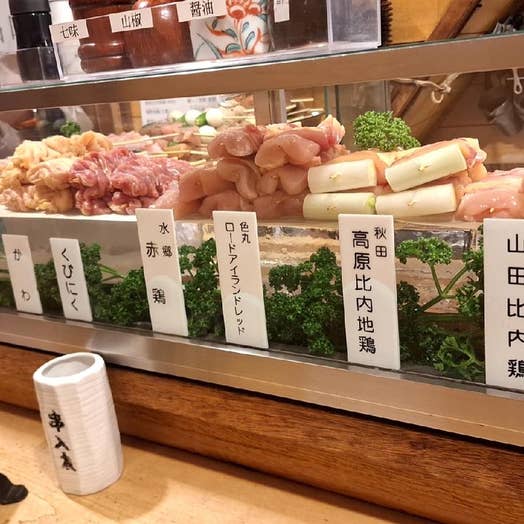 七味
山椒
醤油
かわ
くびにく
水郷
赤鶏
色丸
ロードアイランドレッド
秋田
高原比内地鶏
山田比内鶏
串入れ